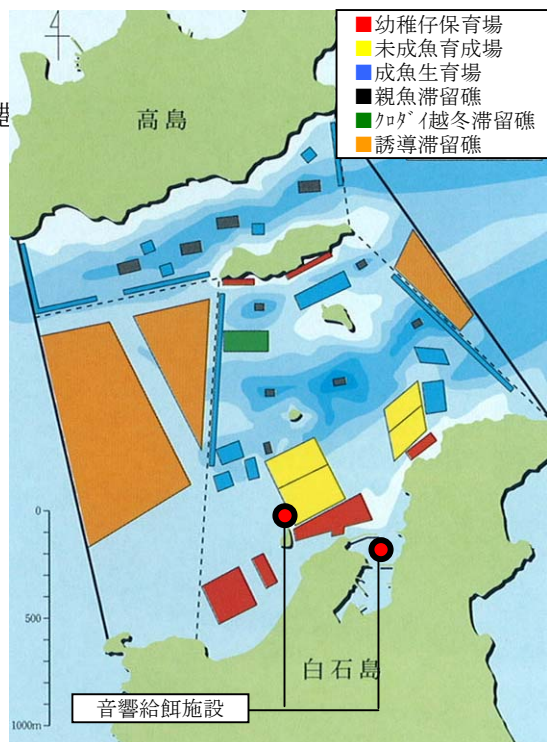 幼稚仔保育場
未成魚育成場
成魚生育場
親魚滞留礁
ｸﾛﾀﾞｲ越冬滞留礁
誘導滞留礁
高島
0
500
1000m
白石島
音響給餌施設